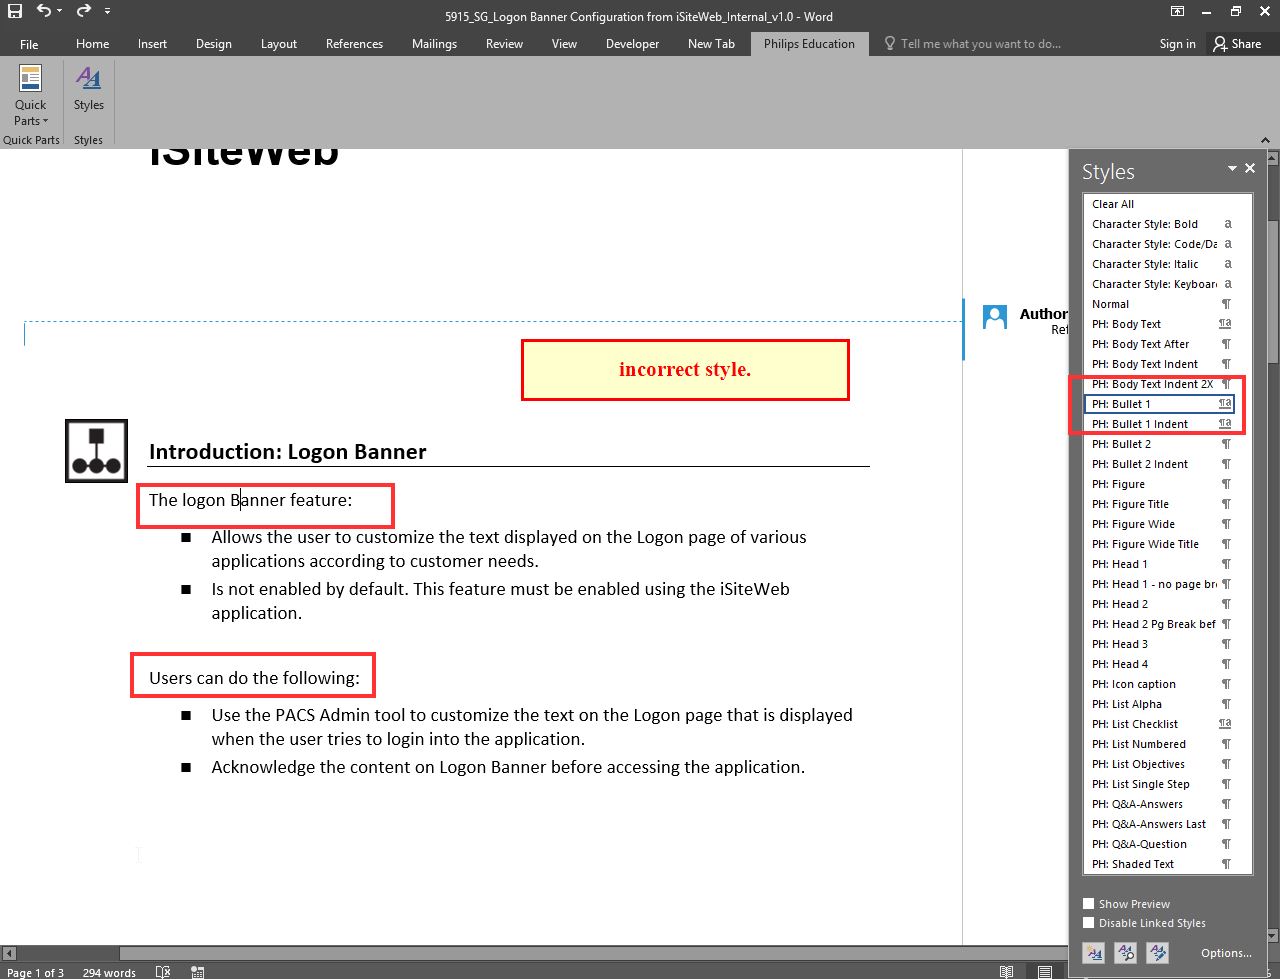 5915_SG_Logon Banner Configuration from iSiteWeb_Internal_v1.0 - Word
File Home Insert Design Layout References Mailings Review View Developer New Tab Philips Education Tell me what you want to do... Sign in Share
Quick Parts
Styles
Quick Parts Styles
iSiteWeb
Author
Ref
incorrect style.
Introduction: Logon Banner
The logon Banner feature:
■ Allows the user to customize the text displayed on the Logon page of various
applications according to customer needs.
■ Is not enabled by default. This feature must be enabled using the iSiteWeb
application.
Users can do the following:
■ Use the PACS Admin tool to customize the text on the Logon page that is displayed
when the user tries to login into the application.
■ Acknowledge the content on Logon Banner before accessing the application.
Styles
Clear All
Character Style: Bold a
Character Style: Code/Da a
Character Style: Italic a
Character Style: Keyboard a
Normal ¶
PH: Body Text ¶a
PH: Body Text After ¶
PH: Body Text Indent ¶
PH: Body Text Indent 2X ¶
PH: Bullet 1 ¶a
PH: Bullet 1 Indent ¶a
PH: Bullet 2 ¶
PH: Bullet 2 Indent ¶
PH: Figure ¶
PH: Figure Title ¶
PH: Figure Wide ¶
PH: Figure Wide Title ¶
PH: Head 1 ¶
PH: Head 1 - no page br ¶
PH: Head 2 ¶
PH: Head 2 Pg Break bef ¶
PH: Head 3 ¶
PH: Head 4 ¶
PH: Icon caption ¶
PH: List Alpha ¶
PH: List Checklist ¶a
PH: List Numbered ¶
PH: List Objectives ¶
PH: List Single Step ¶
PH: Q&A-Answers ¶
PH: Q&A-Answers Last ¶
PH: Q&A-Question ¶
PH: Shaded Text ¶
Show Preview
Disable Linked Styles
Options...
Page 1 of 3 294 words